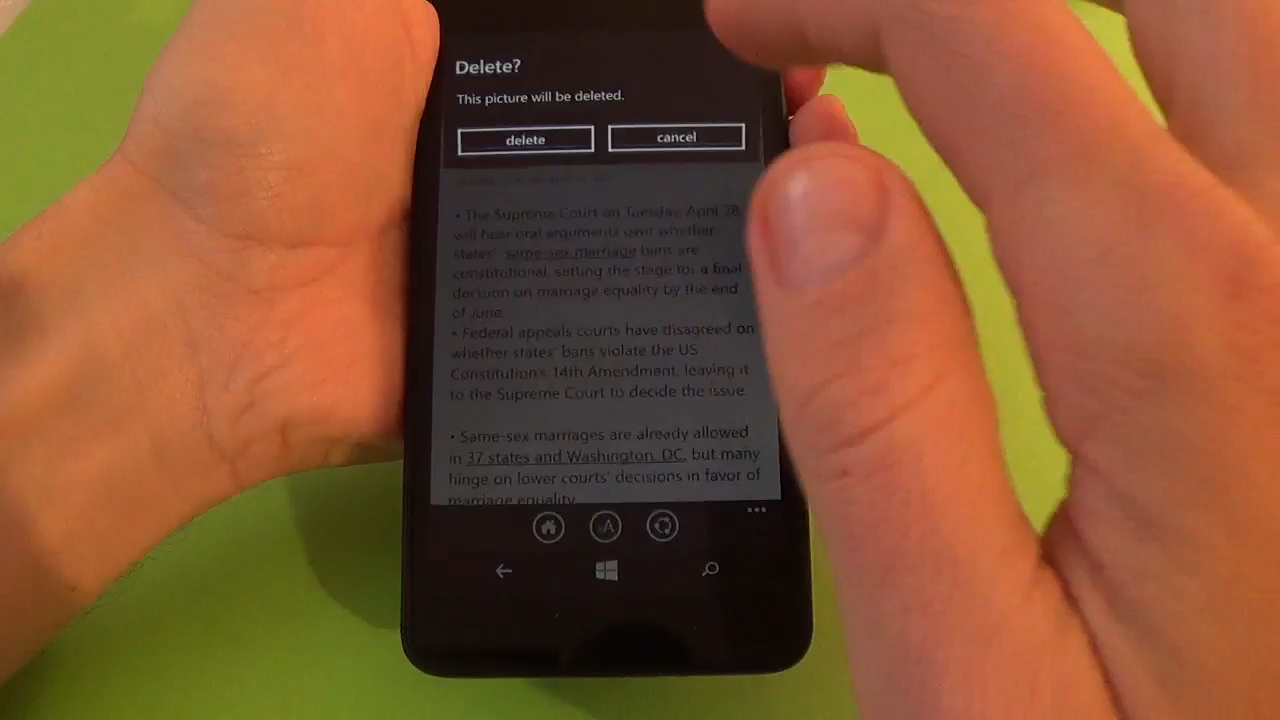 Delete?
This picture will be deleted.
delete
cancel
• The Supreme Court on Tuesday, April 28,
will hear oral arguments over whether
states' same-sex marriage bans are
constitutional, setting the stage for a final
decision on marriage equality by the end
of June.
• Federal appeals courts have disagreed on
whether states' bans violate the US
Constitution's 14th Amendment, leaving it
to the Supreme Court to decide the issue.
• Same-sex marriages are already allowed
in 37 states and Washington, DC, but many
hinge on lower courts' decisions in favor of
marriage equality
A